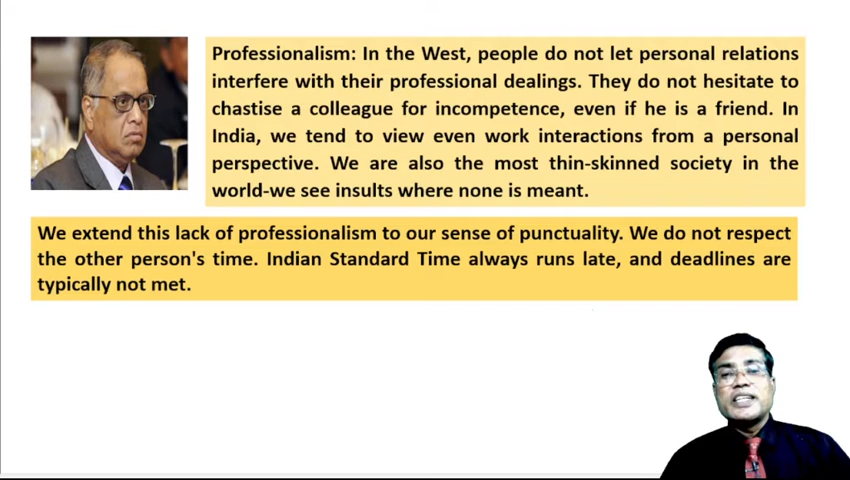 Professionalism: In the West, people do not let personal relations
interfere with their professional dealings. They do not hesitate to
chastise a colleague for incompetence, even if he is a friend. In
India, we tend to view even work interactions from a personal
perspective. We are also the most thin-skinned society in the
world-we see insults where none is meant.
We extend this lack of professionalism to our sense of punctuality. We do not respect
the other person's time. Indian Standard Time always runs late, and deadlines are
typically not met.